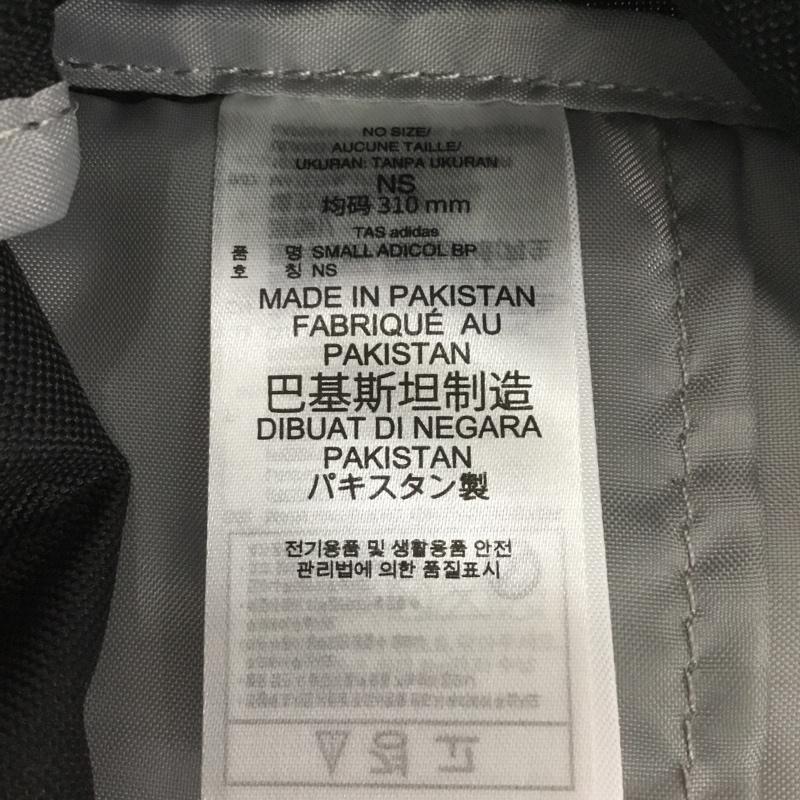 NO SIZE/
AUCUNE TAILLE/
UKURAN: TANPA UKURAN
NS
均码 310 mm
TAS adidas
품 명 SMALL ADICOL BP
호 칭 NS
MADE IN PAKISTAN
FABRIQUÉ AU
PAKISTAN
巴基斯坦制造
DIBUAT DI NEGARA
PAKISTAN
パキスタン製
전기용품 및 생활용품 안전
관리법에 의한 품질표시